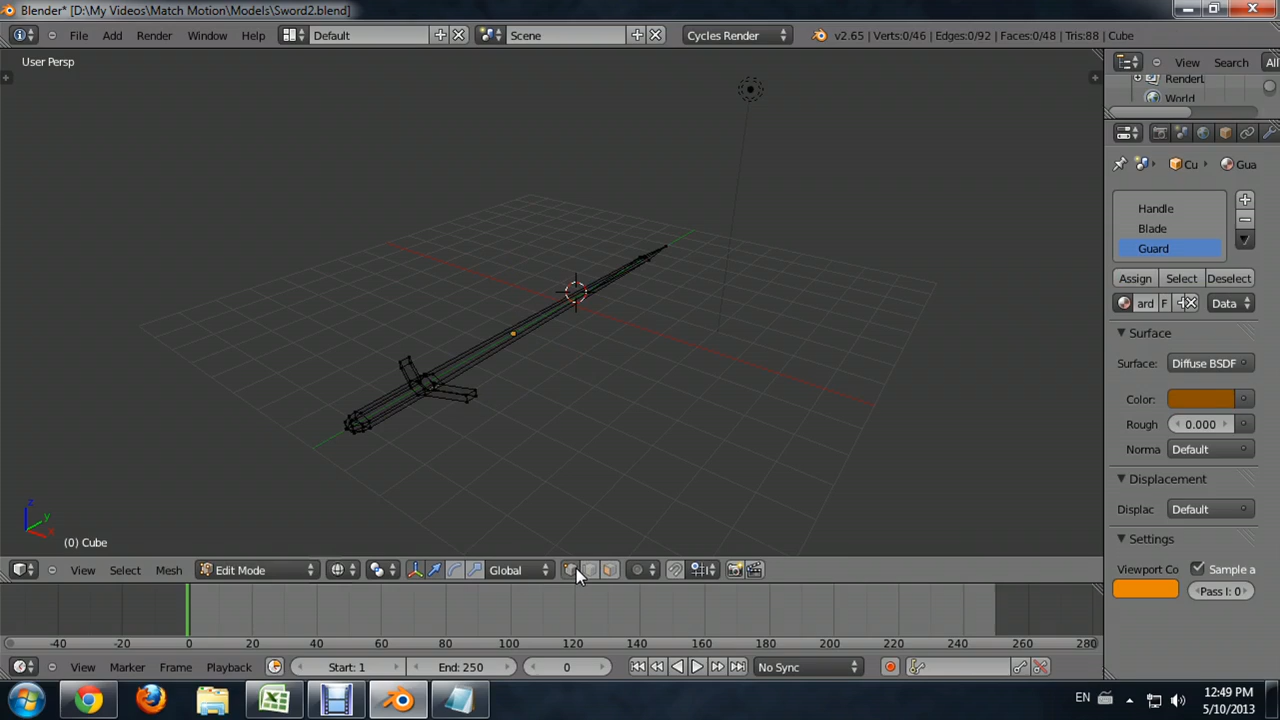 Blender* [D:\My Videos\Match Motion\Models\Sword2.blend]
File Add Render Window Help Default Scene Cycles Render v2.65 | Verts:0/46 | Edges:0/92 | Faces:0/48 | Tris:88 | Cube
User Persp
View Search All
RenderL
World
Cu Gua
Handle
Blade
Guard
Assign Select Deselect
ard F Data
Surface
Surface: Diffuse BSDF
Color:
Rough 0.000
Norma Default
Displacement
Displac Default
Settings
Viewport Co Sample a
Pass I: 0
z
y
x
(0) Cube
View Select Mesh Edit Mode Global
-40 -20 0 20 40 60 80 100 120 140 160 180 200 220 240 260 280
View Marker Frame Playback Start: 1 End: 250 0 No Sync
EN 12:49 PM
5/10/2013